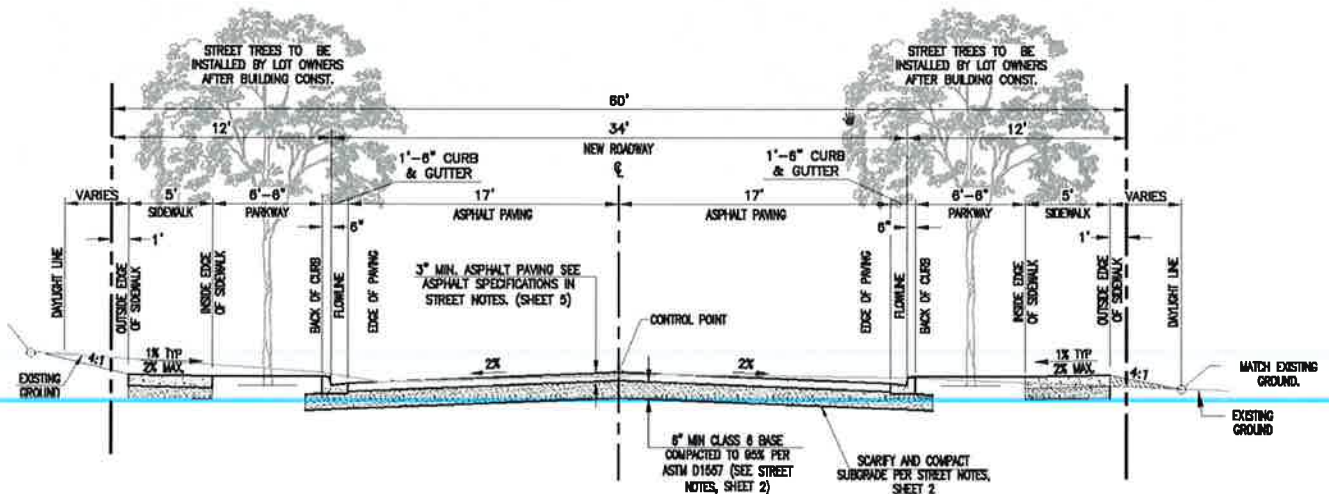 STREET TREES TO BE
INSTALLED BY LOT OWNERS
AFTER BUILDING CONST.
STREET TREES TO BE
INSTALLED BY LOT OWNERS
AFTER BUILDING CONST.
60'
12'
34'
12'
NEW ROADWAY
1'-6" CURB
& GUTTER
1'-6" CURB
& GUTTER
VARIES
5'
6'-6"
17'
17'
6'-6"
5'
VARIES
SIDEWALK
PARKWAY
ASPHALT PAVING
ASPHALT PAVING
PARKWAY
SIDEWALK
1'
6"
6"
1'
DAYLIGHT LINE
OUTSIDE EDGE
OF SIDEWALK
INSIDE EDGE
OF SIDEWALK
BACK OF CURB
FLOWLINE
EDGE OF PAVING
3" MIN. ASPHALT PAVING SEE
ASPHALT SPECIFICATIONS IN
STREET NOTES. (SHEET 5)
CONTROL POINT
EDGE OF PAVING
FLOWLINE
BACK OF CURB
INSIDE EDGE
OF SIDEWALK
OUTSIDE EDGE
OF SIDEWALK
DAYLIGHT LINE
4:1
1% TYP
2% MAX.
2%
2%
1% TYP
2% MAX.
4:1
EXISTING
GROUND
MATCH EXISTING
GROUND.
EXISTING
GROUND
6" MIN CLASS 6 BASE
COMPACTED TO 95% PER
ASTM D1557 (SEE STREET
NOTES, SHEET 2)
SCARIFY AND COMPACT
SUBGRADE PER STREET NOTES,
SHEET 2